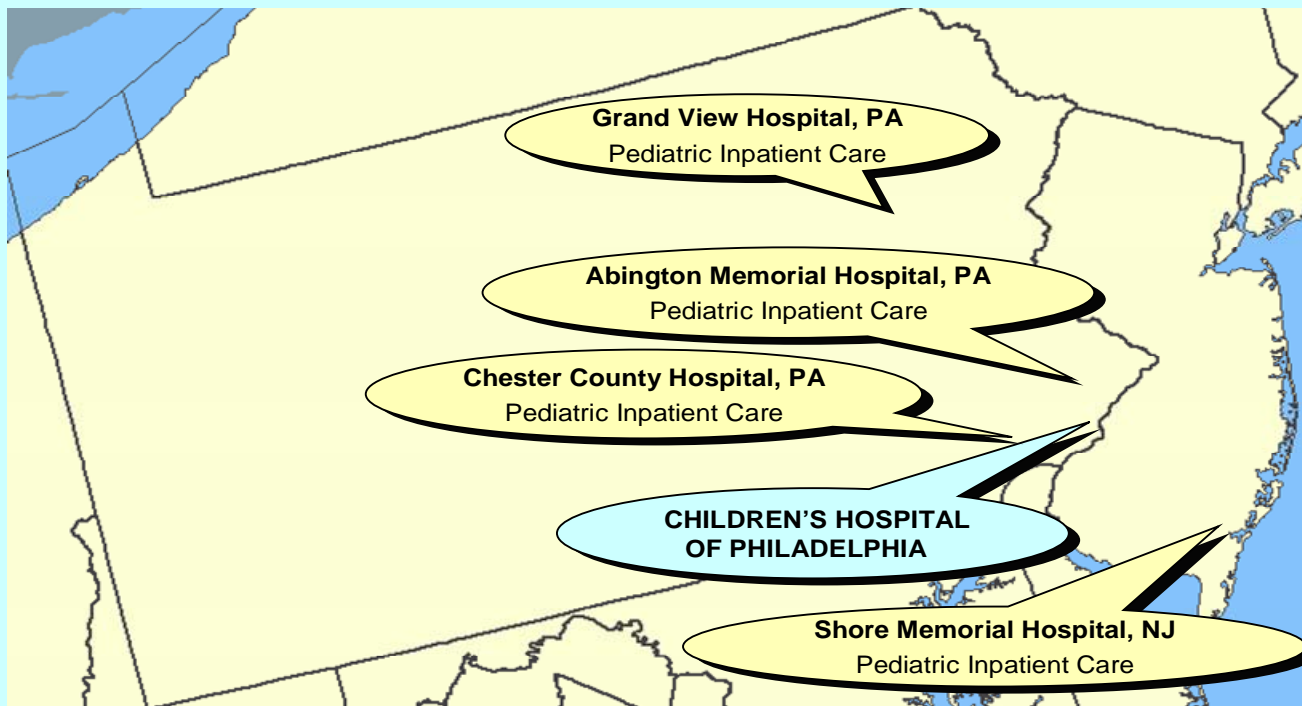 Grand View Hospital, PA
Pediatric Inpatient Care
Abington Memorial Hospital, PA
Pediatric Inpatient Care
Chester County Hospital, PA
Pediatric Inpatient Care
CHILDREN’S HOSPITAL
OF PHILADELPHIA
Shore Memorial Hospital, NJ
Pediatric Inpatient Care